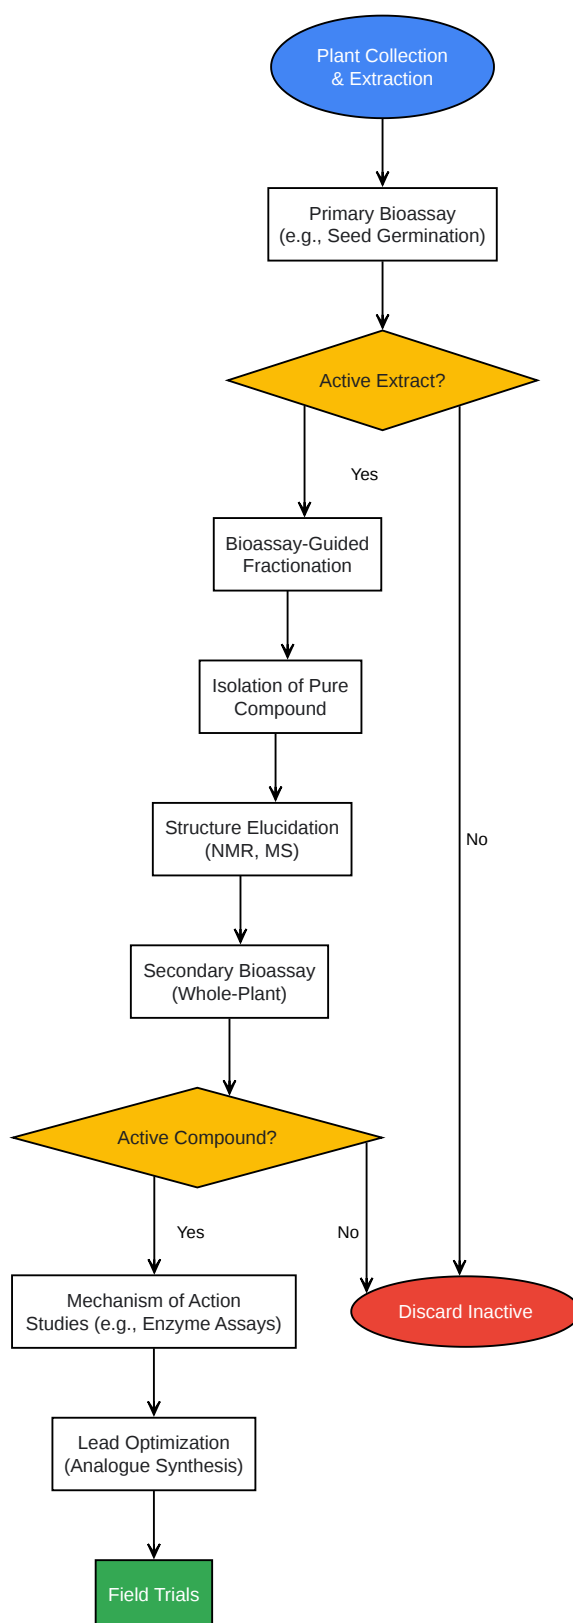 Plant Collection
& Extraction
Primary Bioassay
(e.g., Seed Germination)
Active Extract?
Yes
Bioassay-Guided
Fractionation
Isolation of Pure
Compound
Structure Elucidation
(NMR, MS)
No
Secondary Bioassay
(Whole-Plant)
Active Compound?
Yes
No
Mechanism of Action
Studies (e.g., Enzyme Assays)
Discard Inactive
Lead Optimization
(Analogue Synthesis)
Field Trials